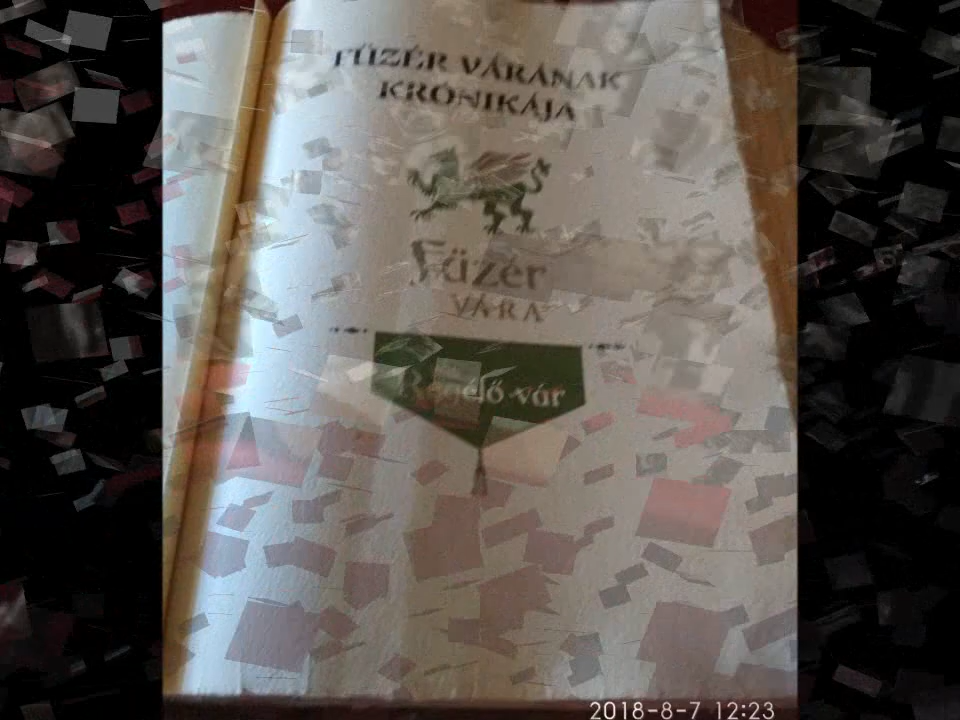 FÜZÉR VÁRÁNAK
KRÓNIKÁJA
Füzér
VÁRA
Regélő vár
2018-8-7 12:23